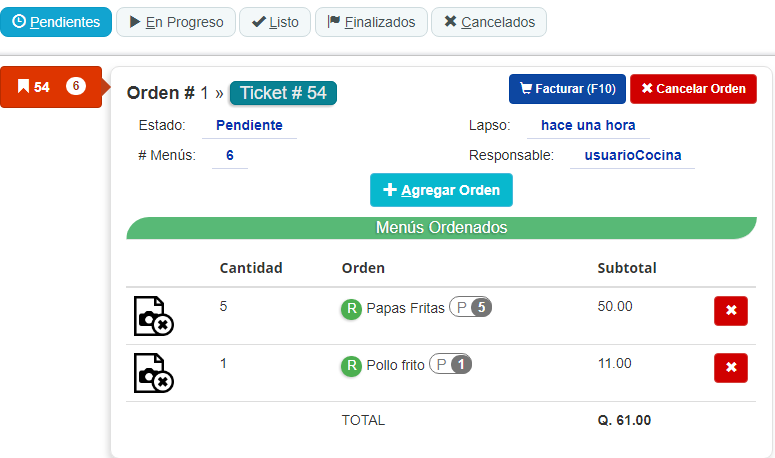 Pendientes En Progreso Listo Finalizados Cancelados
54 6
Orden # 1 » Ticket # 54 Facturar (F10) Cancelar Orden
Estado: Pendiente Lapso: hace una hora
# Menús: 6 Responsable: usuarioCocina
Agregar Orden
Menús Ordenados
Cantidad Orden Subtotal
5 R Papas Fritas P 5 50.00
1 R Pollo frito P 1 11.00
TOTAL Q. 61.00